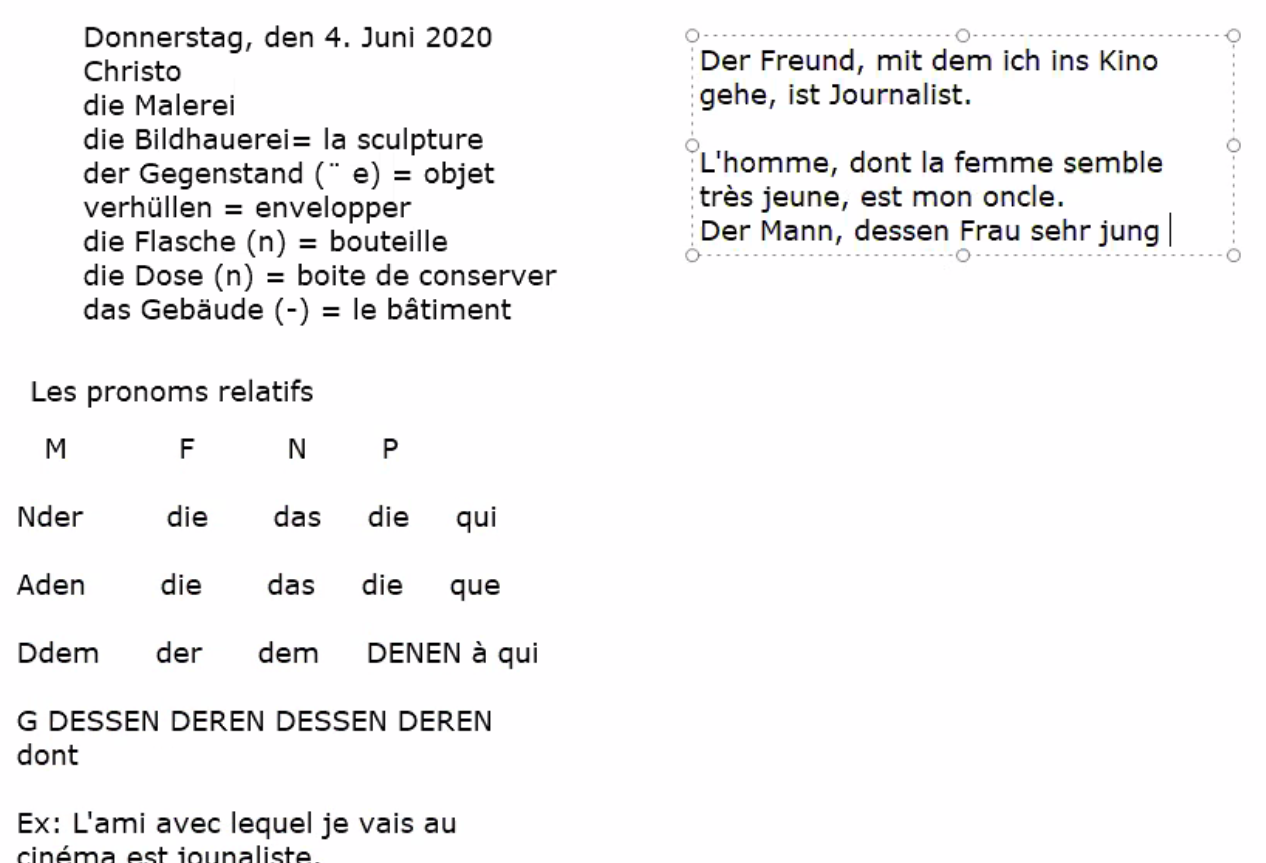 Donnerstag, den 4. Juni 2020
Christo
die Malerei
die Bildhauerei= la sculpture
der Gegenstand (¨ e) = objet
verhüllen = envelopper
die Flasche (n) = bouteille
die Dose (n) = boite de conserver
das Gebäude (-) = le bâtiment
Les pronoms relatifs
M F N P
Nder die das die qui
Aden die das die que
Ddem der dem DENEN à qui
G DESSEN DEREN DESSEN DEREN
dont
Ex: L'ami avec lequel je vais au
cinéma est jounaliste.
Der Freund, mit dem ich ins Kino
gehe, ist Journalist.
L'homme, dont la femme semble
très jeune, est mon oncle.
Der Mann, dessen Frau sehr jung